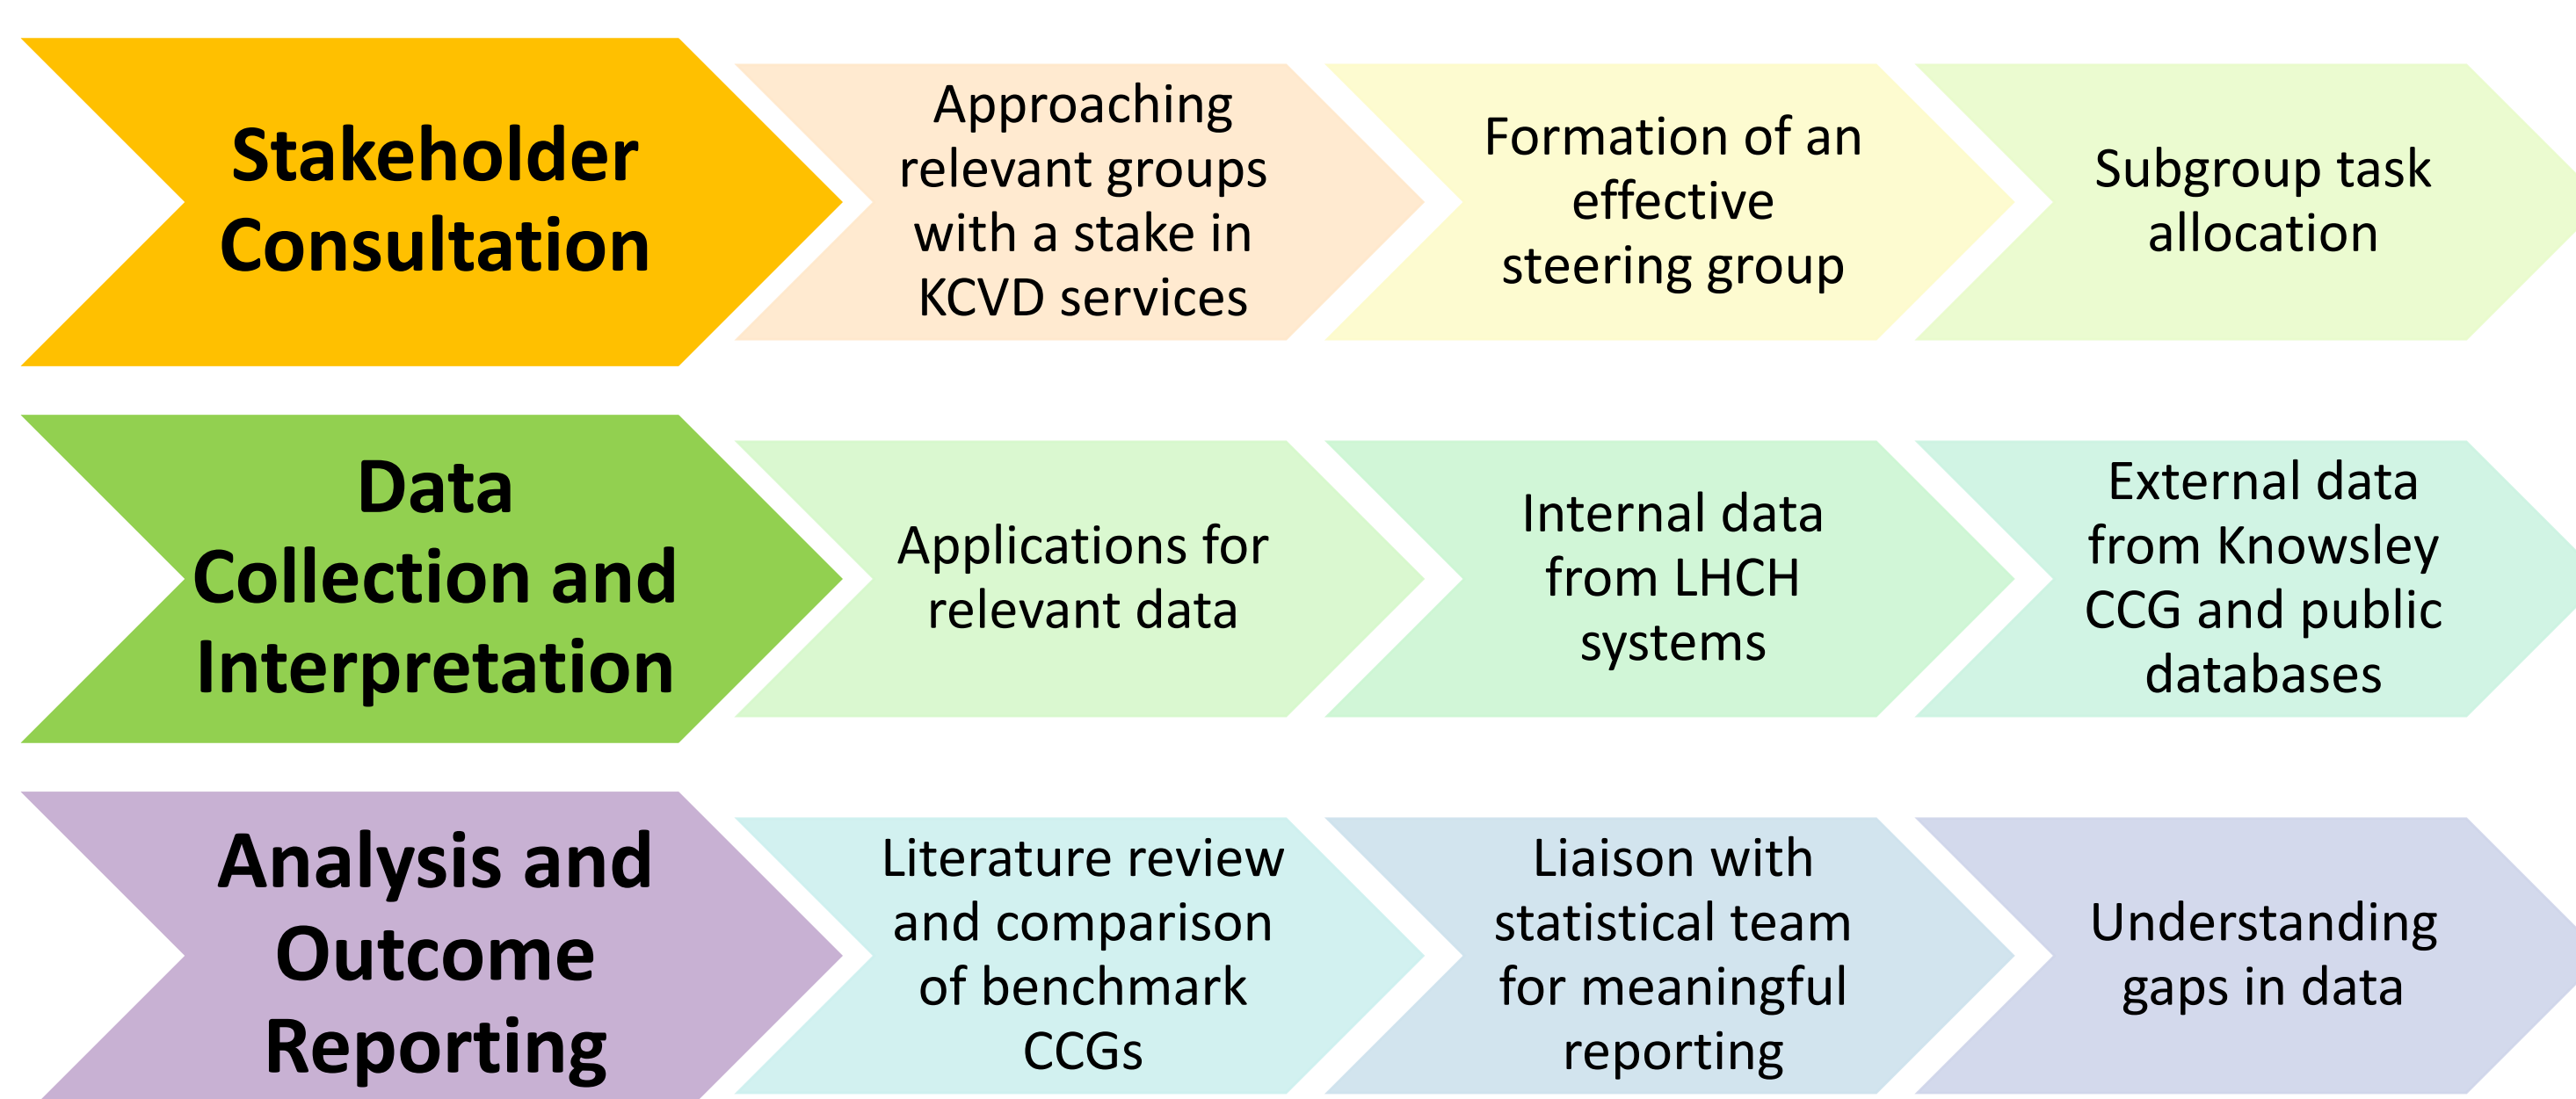 Stakeholder
Consultation
Approaching
relevant groups
with a stake in
KCVD services
Formation of an
effective
steering group
Subgroup task
allocation
Data
Collection and
Interpretation
Applications for
relevant data
Internal data
from LHCH
systems
External data
from Knowsley
CCG and public
databases
Analysis and
Outcome
Reporting
Literature review
and comparison
of benchmark
CCGs
Liaison with
statistical team
for meaningful
reporting
Understanding
gaps in data